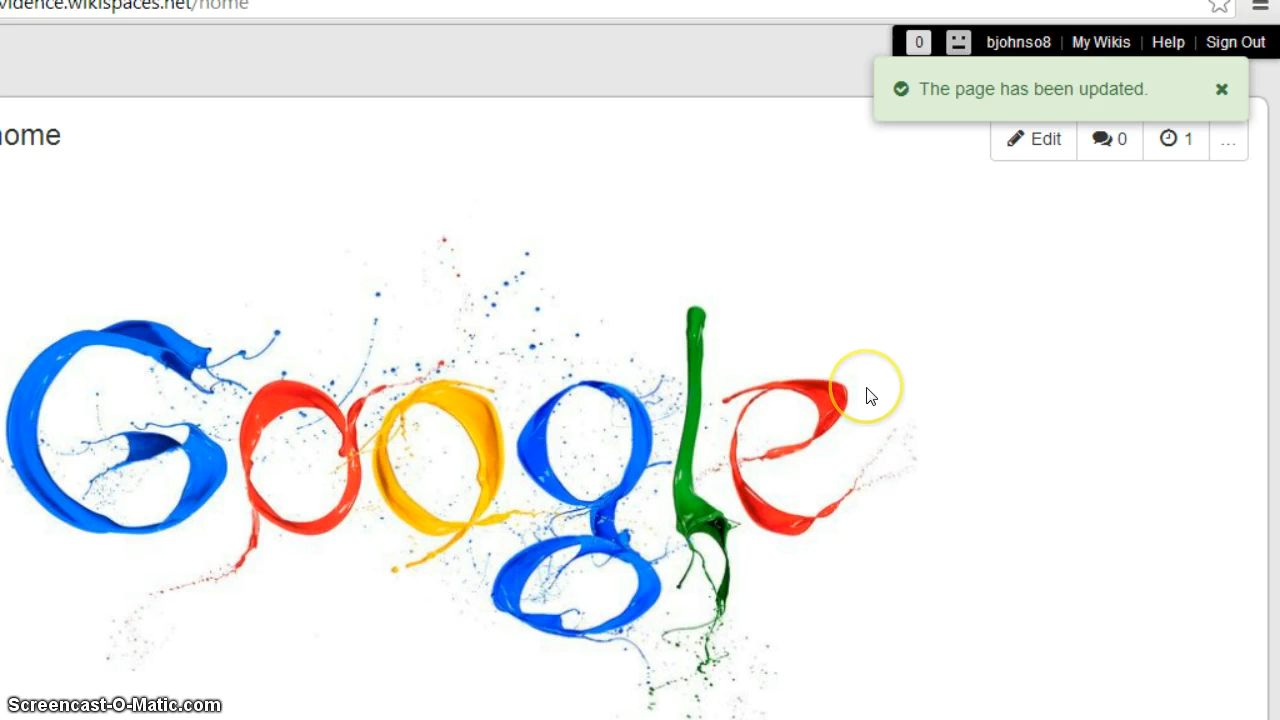 vidence.wikispaces.net/home
0 bjohnso8 | My Wikis | Help | Sign Out
The page has been updated.
home
Edit 0 1 ...
Google
Screencast-O-Matic.com